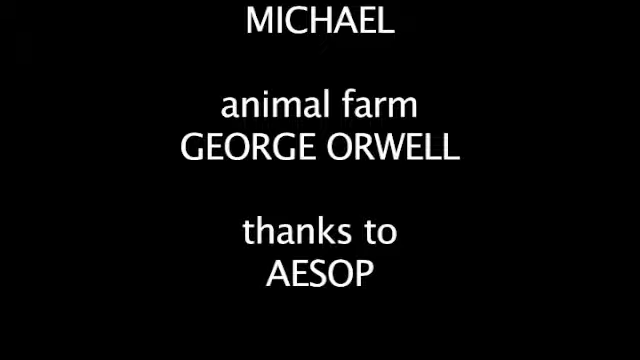 MICHAEL
animal farm
GEORGE ORWELL
thanks to
AESOP